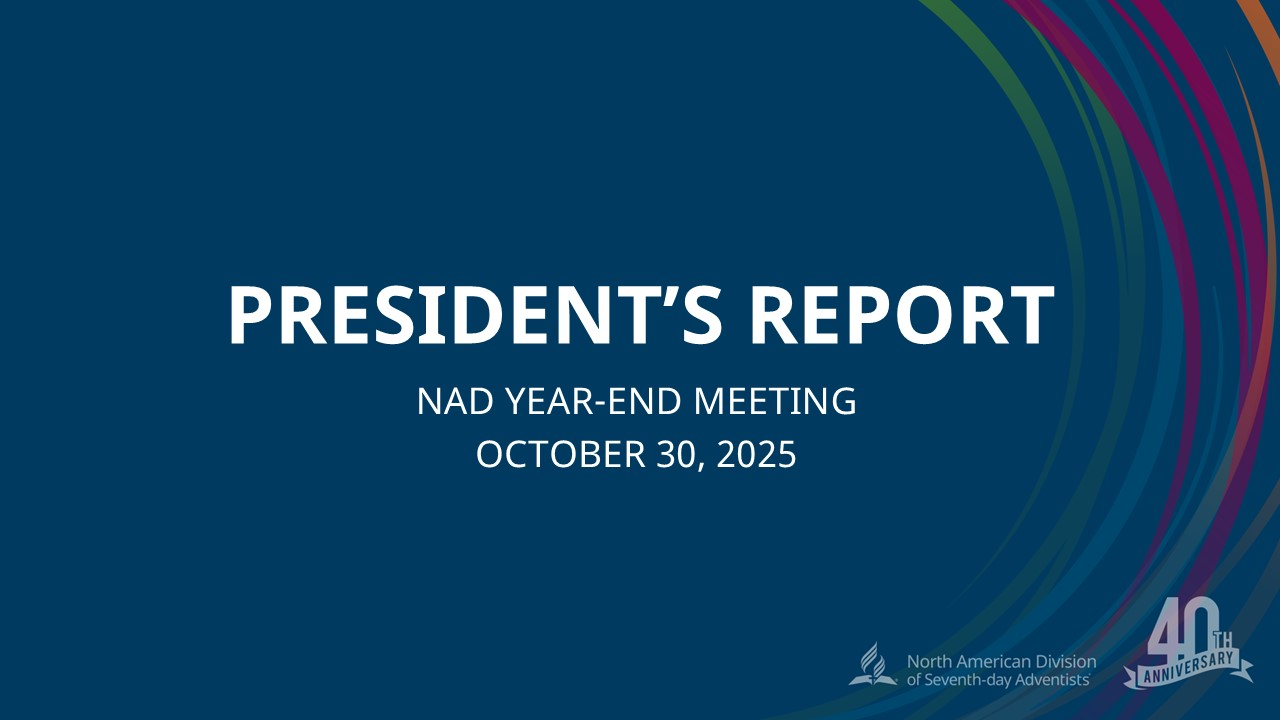 PRESIDENT’S REPORT
NAD YEAR-END MEETING
OCTOBER 30, 2025
North American Division
of Seventh-day Adventists
40TH
ANNIVERSARY